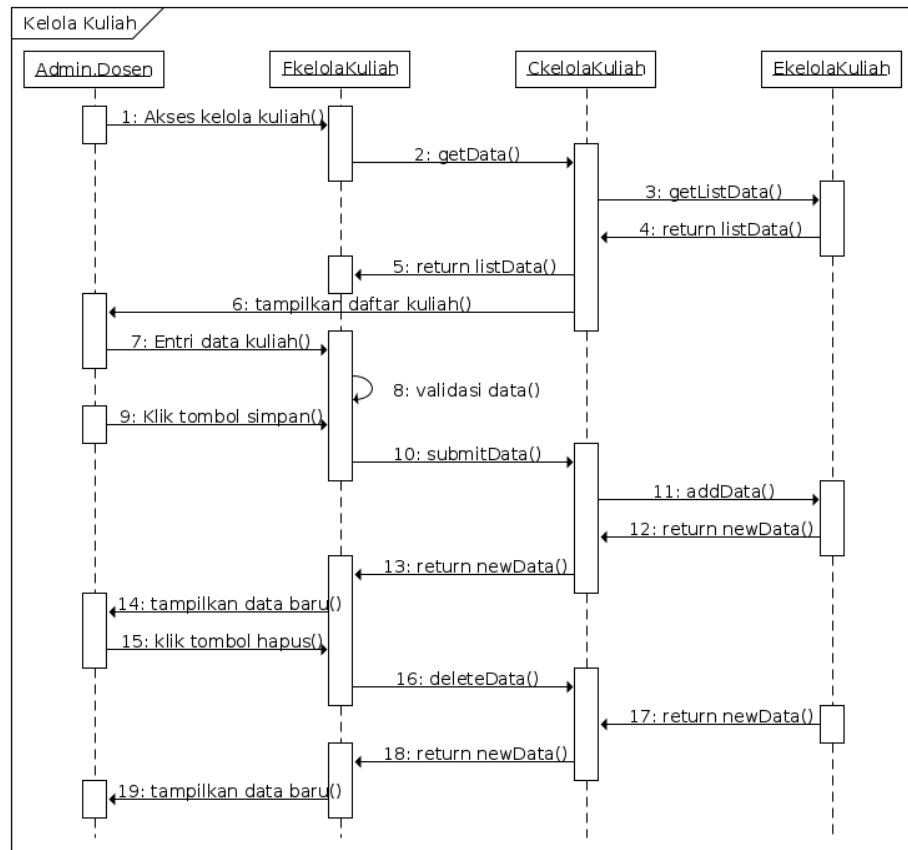 Kelola Kuliah
Admin.Dosen
FkelolaKuliah
CkelolaKuliah
EkelolaKuliah
1: Akses kelola kuliah()
2: getData()
3: getListData()
4: return listData()
5: return listData()
6: tampilkan daftar kuliah()
7: Entri data kuliah()
8: validasi data()
9: Klik tombol simpan()
10: submitData()
11: addData()
12: return newData()
13: return newData()
14: tampilkan data baru()
15: klik tombol hapus()
16: deleteData()
17: return newData()
18: return newData()
19: tampilkan data baru()